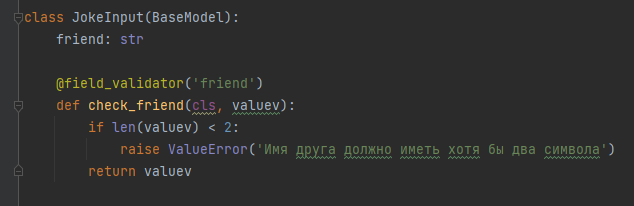 class JokeInput(BaseModel):
    friend: str

    @field_validator('friend')
    def check_friend(cls, valuev):
        if len(valuev) < 2:
            raise ValueError('Имя друга должно иметь хотя бы два символа')
        return valuev